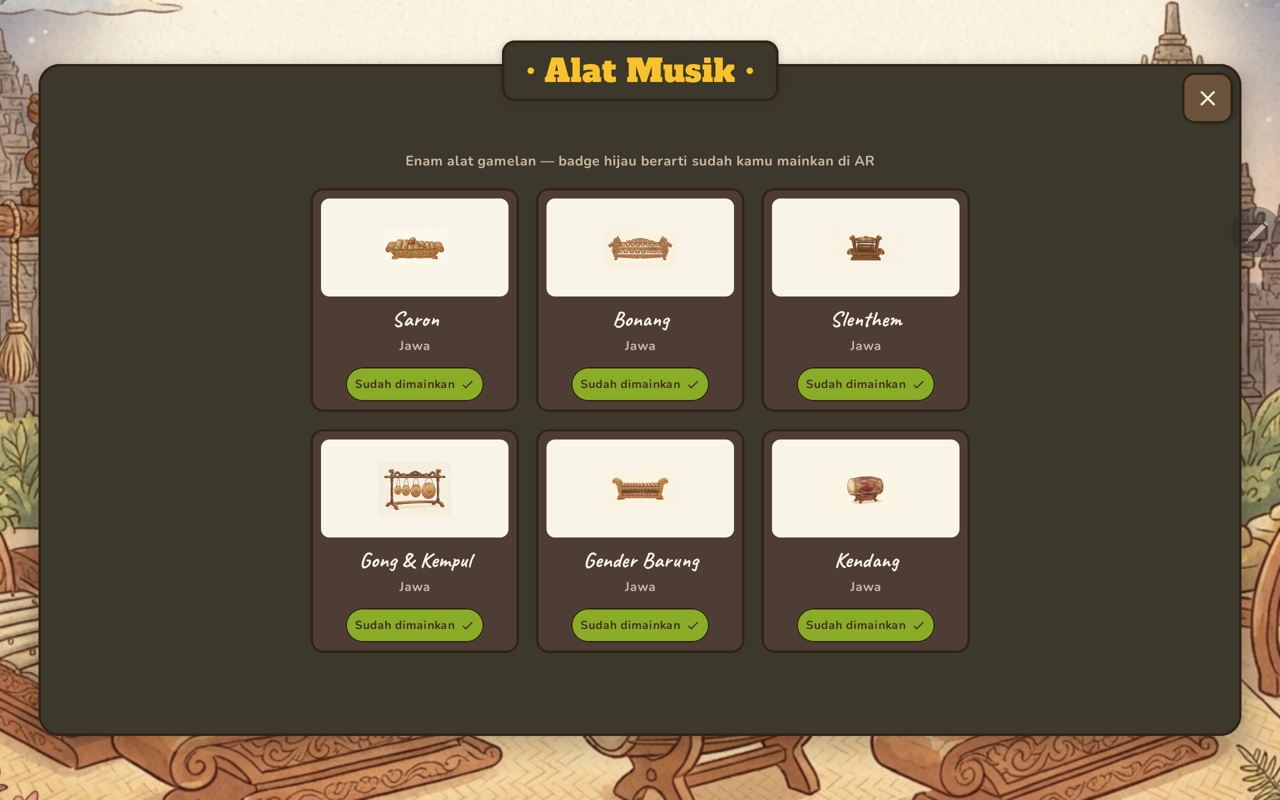 • Alat Musik •
Enam alat gamelan — badge hijau berarti sudah kamu mainkan di AR
Saron
Jawa
Sudah dimainkan ✓
Bonang
Jawa
Sudah dimainkan ✓
Slenthem
Jawa
Sudah dimainkan ✓
Gong & Kempul
Jawa
Sudah dimainkan ✓
Gender Barung
Jawa
Sudah dimainkan ✓
Kendang
Jawa
Sudah dimainkan ✓